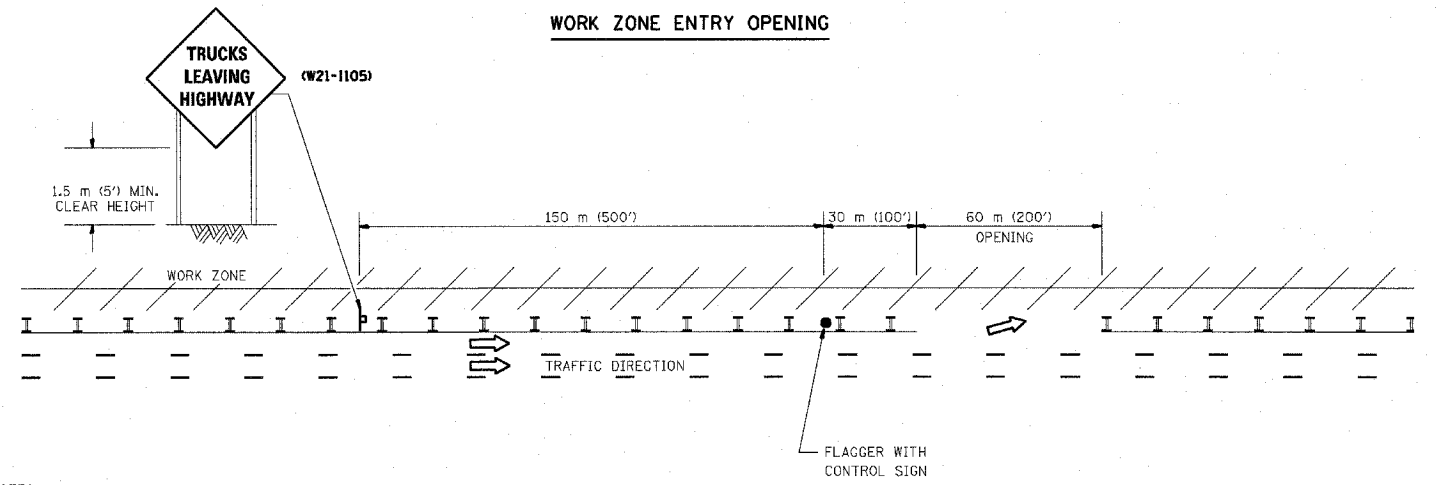 WORK ZONE ENTRY OPENING
TRUCKS
LEAVING
HIGHWAY
(W21-I105)
1.5 m (5') MIN.
CLEAR HEIGHT
150 m (500')
30 m (100')
60 m (200')
OPENING
WORK ZONE
TRAFFIC DIRECTION
FLAGGER WITH
CONTROL SIGN